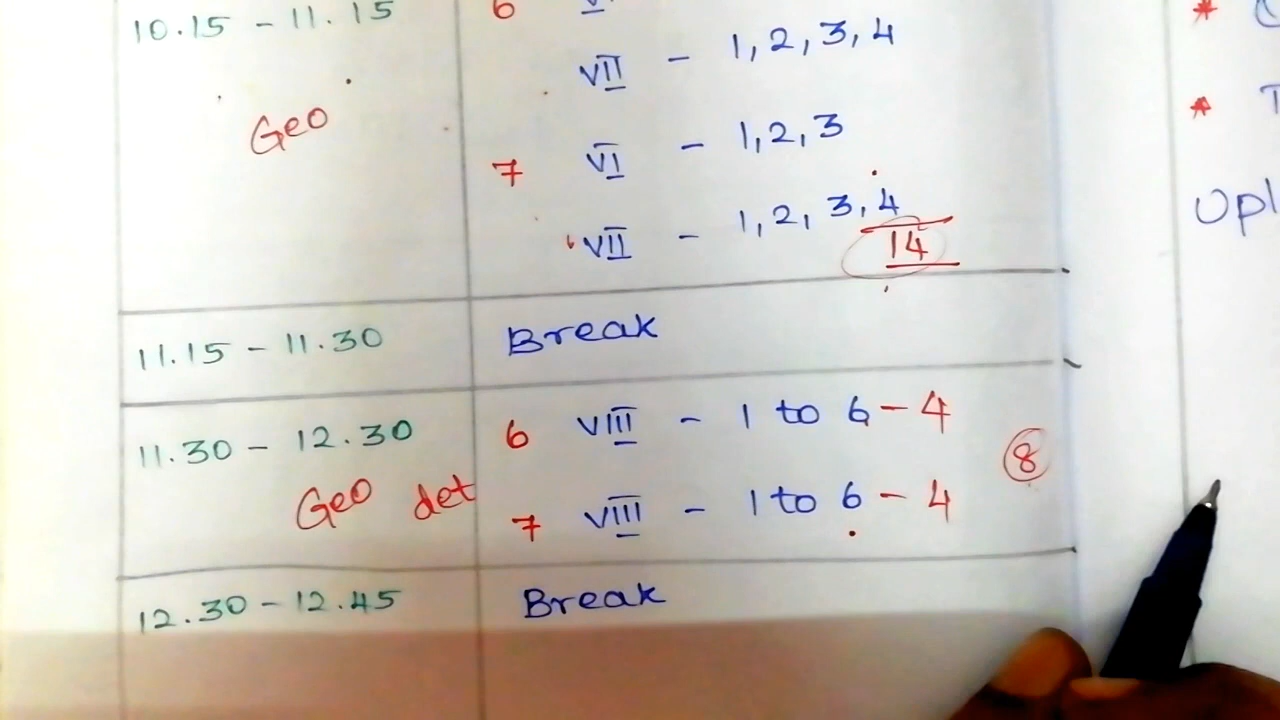 10.15 - 11.15 6
VII - 1, 2, 3, 4
Geo
7 VI - 1, 2, 3
VII - 1, 2, 3, 4
14
11.15 - 11.30 Break
11.30 - 12.30 6 VIII - 1 to 6 - 4
8
Geo det 7 VIII - 1 to 6 - 4
12.30 - 12.45 Break